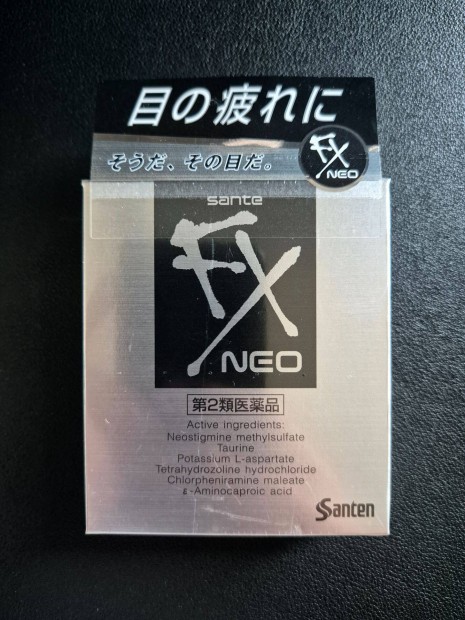 目の疲れに
そうだ、その目だ。
FX
NEO
sante
FX
NEO
第2類医薬品
Active ingredients:
Neostigmine methylsulfate
Taurine
Potassium L-aspartate
Tetrahydrozoline hydrochloride
Chlorpheniramine maleate
ε-Aminocaproic acid
Santen